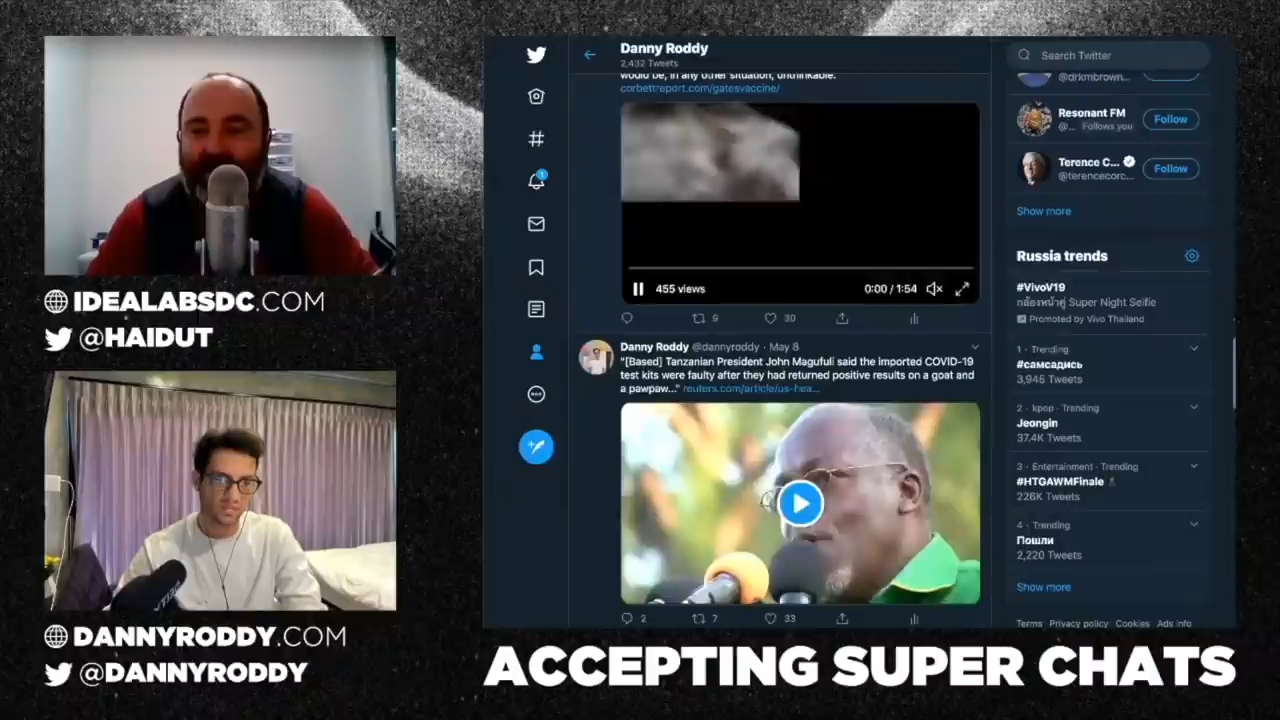 IDEALABSDC.COM
@HAIDUT
DANNYRODDY.COM
@DANNYRODDY
Danny Roddy
2,432 Tweets
would be, in any other situation, unthinkable.
corbettreport.com/gatesvaccine/
455 views
0:00 / 1:54
9
30
Danny Roddy @dannyroddy · May 8
"[Based] Tanzanian President John Magufuli said the imported COVID-19
test kits were faulty after they had returned positive results on a goat and
a pawpaw..." reuters.com/article/us-hea...
2
7
33
1
Search Twitter
@drkmbrown...
Resonant FM
@... Follows you
Follow
Terence C...
@terencecorc...
Follow
Show more
Russia trends
#VivoV19
กล้องหน้าคู่ Super Night Selfie
Promoted by Vivo Thailand
1 · Trending
#самсадись
3,945 Tweets
2 · kpop · Trending
Jeongin
37.4K Tweets
3 · Entertainment · Trending
#HTGAWMFinale
226K Tweets
4 · Trending
Пошли
2,220 Tweets
Show more
Terms Privacy policy Cookies Ads info
ACCEPTING SUPER CHATS